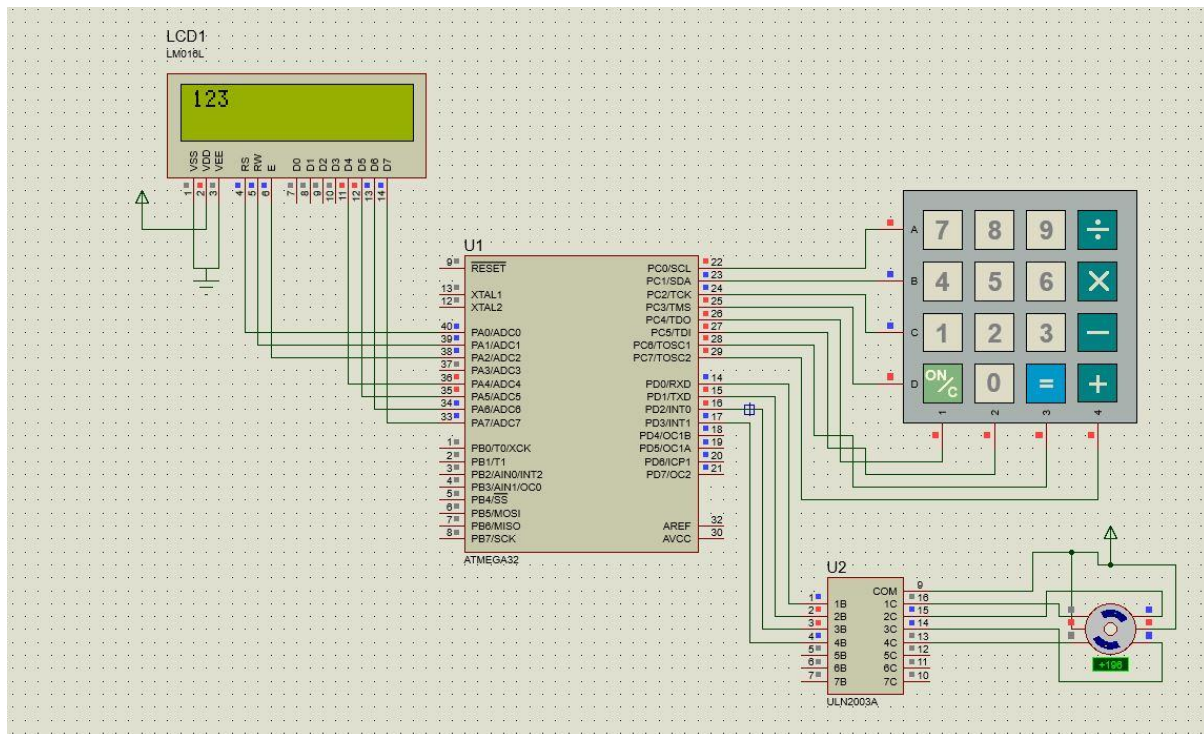 LCD1
LM016L
123
VSS
VDD
VEE
RS
RW
E
D0
D1
D2
D3
D4
D5
D6
D7
1
2
3
4
5
6
7
8
9
10
11
12
13
14
U1
9 RESET PC0/SCL 22
PC1/SDA 23
13 XTAL1 PC2/TCK 24
12 XTAL2 PC3/TMS 25
PC4/TDO 26
40 PA0/ADC0 PC5/TDI 27
39 PA1/ADC1 PC6/TOSC1 28
38 PA2/ADC2 PC7/TOSC2 29
37 PA3/ADC3
36 PA4/ADC4 PD0/RXD 14
35 PA5/ADC5 PD1/TXD 15
34 PA6/ADC6 PD2/INT0 16
33 PA7/ADC7 PD3/INT1 17
PD4/OC1B 18
1 PB0/T0/XCK PD5/OC1A 19
2 PB1/T1 PD6/ICP1 20
3 PB2/AIN0/INT2 PD7/OC2 21
4 PB3/AIN1/OC0
5 PB4/SS
6 PB5/MOSI
7 PB6/MISO AREF 32
8 PB7/SCK AVCC 30
ATMEGA32
A 7 8 9 ÷
B 4 5 6 ×
C 1 2 3 −
D ON/C 0 = +
1 2 3 4
U2
COM 9
1 1B 1C 16
2 2B 2C 15
3 3B 3C 14
4 4B 4C 13
5 5B 5C 12
6 6B 6C 11
7 7B 7C 10
ULN2003A
+196